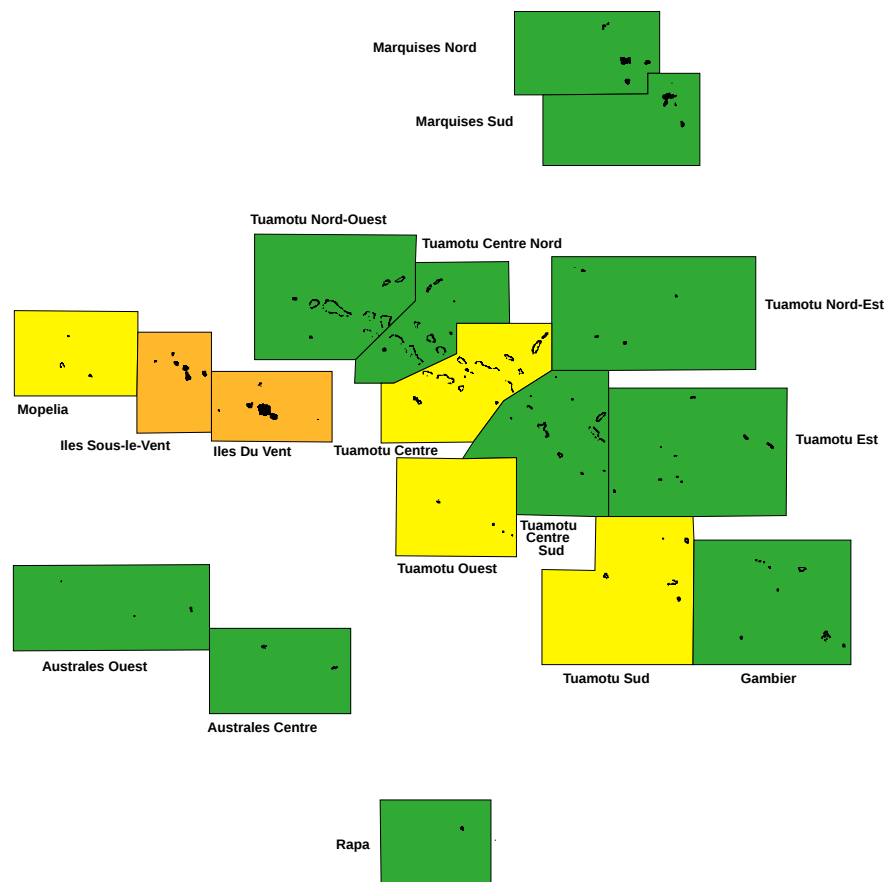 Marquises Nord
Marquises Sud
Tuamotu Nord-Ouest
Tuamotu Centre Nord
Tuamotu Nord-Est
Mopelia
Iles Sous-le-Vent
Iles Du Vent
Tuamotu Centre
Tuamotu Est
Tuamotu
Centre
Sud
Tuamotu Ouest
Australes Ouest
Tuamotu Sud
Gambier
Australes Centre
Rapa